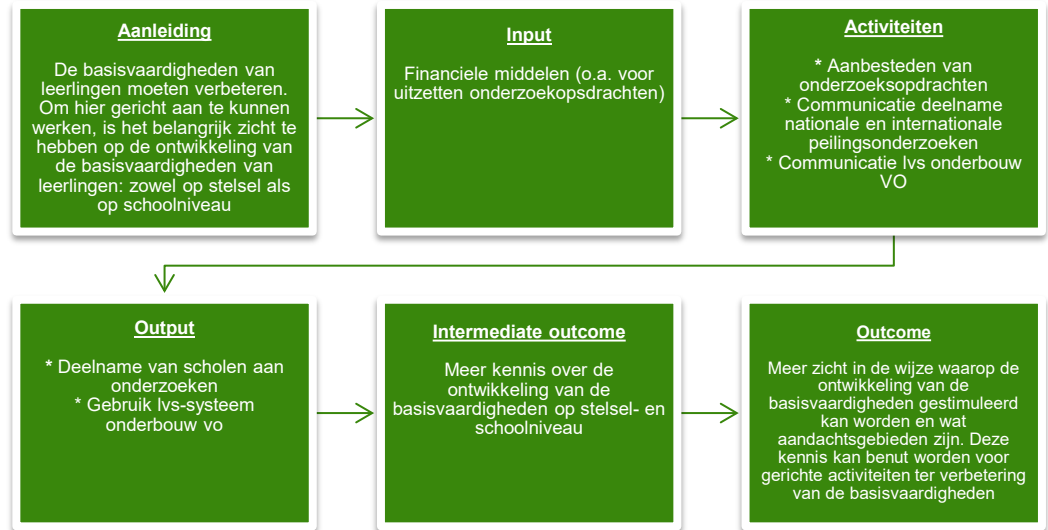 Aanleiding
De basisvaardigheden van
leerlingen moeten verbeteren.
Om hier gericht aan te kunnen
werken, is het belangrijk zicht te
hebben op de ontwikkeling van
de basisvaardigheden van
leerlingen: zowel op stelsel als
op schoolniveau
Input
Financiele middelen (o.a. voor
uitzetten onderzoekopsdrachten)
Activiteiten
* Aanbesteden van
onderzoeksopdrachten
* Communicatie deelname
nationale en internationale
peilingsonderzoeken
* Communicatie lvs onderbouw
VO
Output
* Deelname van scholen aan
onderzoeken
* Gebruik lvs-systeem
onderbouw vo
Intermediate outcome
Meer kennis over de
ontwikkeling van de
basisvaardigheden op stelsel- en
schoolniveau
Outcome
Meer zicht in de wijze waarop de
ontwikkeling van de
basisvaardigheden gestimuleerd
kan worden en wat
aandachtsgebieden zijn. Deze
kennis kan benut worden voor
gerichte activiteiten ter verbetering
van de basisvaardigheden